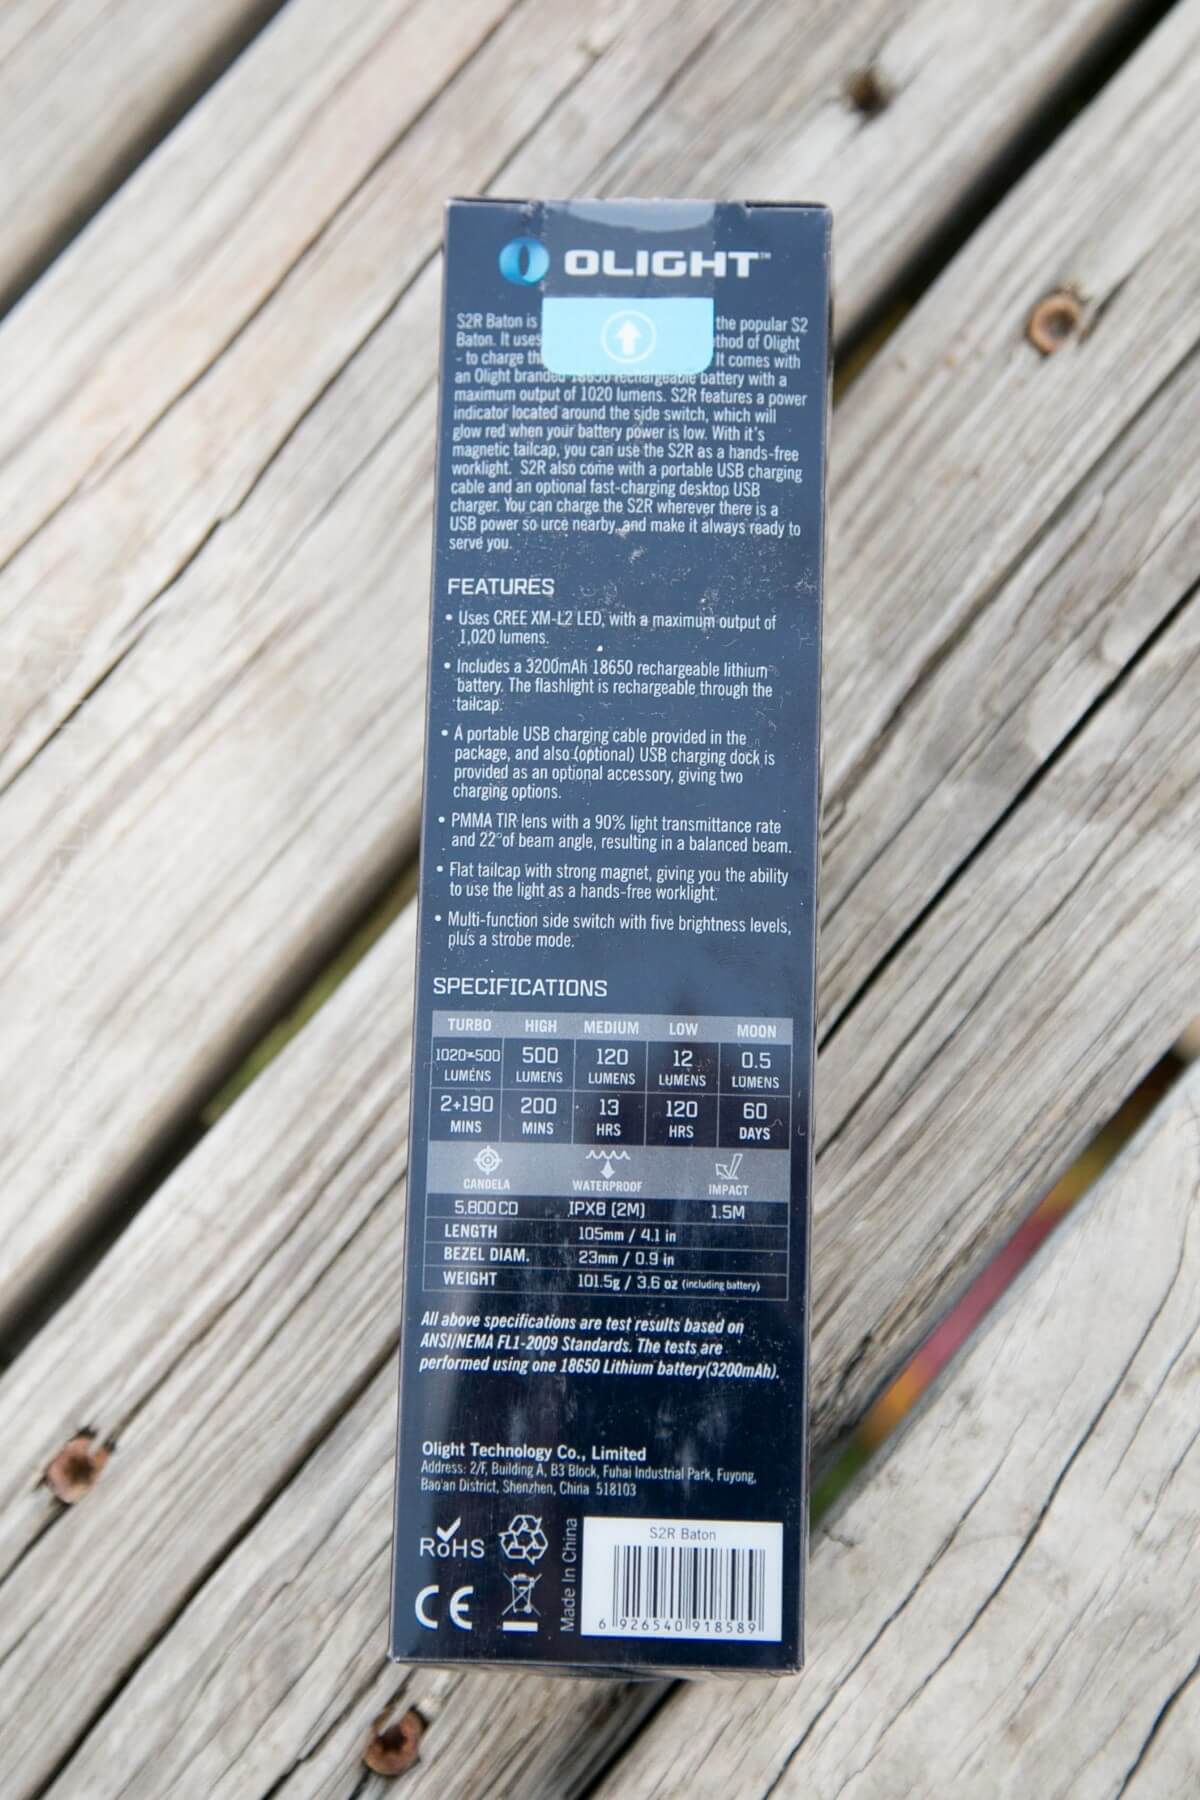 OLIGHT™
S2R Baton is the popular S2
Baton. It uses thod of Olight
- to charge th It comes with
an Olight branded 18650 rechargeable battery with a
maximum output of 1020 lumens. S2R features a power
indicator located around the side switch, which will
glow red when your battery power is low. With it's
magnetic tailcap, you can use the S2R as a hands-free
worklight. S2R also come with a portable USB charging
cable and an optional fast-charging desktop USB
charger. You can charge the S2R wherever there is a
USB power so urce nearby, and make it always ready to
serve you.
FEATURES
• Uses CREE XM-L2 LED, with a maximum output of
1,020 lumens.
• Includes a 3200mAh 18650 rechargeable lithium
battery. The flashlight is rechargeable through the
tailcap.
• A portable USB charging cable provided in the
package, and also (optional) USB charging dock is
provided as an optional accessory, giving two
charging options.
• PMMA TIR lens with a 90% light transmittance rate
and 22°of beam angle, resulting in a balanced beam.
• Flat tailcap with strong magnet, giving you the ability
to use the light as a hands-free worklight.
• Multi-function side switch with five brightness levels,
plus a strobe mode.
SPECIFICATIONS
TURBO HIGH MEDIUM LOW MOON
1020~500 500 120 12 0.5
LUMENS LUMENS LUMENS LUMENS LUMENS
2+190 200 13 120 60
MINS MINS HRS HRS DAYS
CANDELA WATERPROOF IMPACT
5,800CD IPX8 (2M) 1.5M
LENGTH 105mm / 4.1 in
BEZEL DIAM. 23mm / 0.9 in
WEIGHT 101.5g / 3.6 oz (including battery)
All above specifications are test results based on
ANSI/NEMA FL1-2009 Standards. The tests are
performed using one 18650 Lithium battery(3200mAh).
Olight Technology Co., Limited
Address: 2/F, Building A, B3 Block, Fuhai Industrial Park, Fuyong,
Bao'an District, Shenzhen, China 518103
RoHS
CE
Made In China
S2R Baton
6 926540 918589